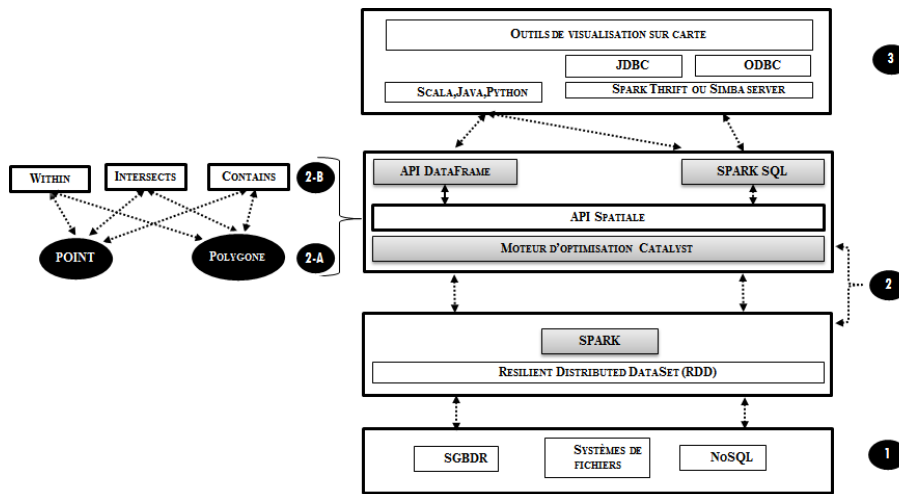 OUTILS DE VISUALISATION SUR CARTE
JDBC
ODBC
SCALA,JAVA,PYTHON
SPARK THRIFT OU SIMBA SERVER
3
WITHIN
INTERSECTS
CONTAINS
2-B
API DATAFRAME
SPARK SQL
API SPATIALE
POINT
POLYGONE
2-A
MOTEUR D'OPTIMISATION CATALYST
2
SPARK
RESILIENT DISTRIBUTED DATASET (RDD)
SGBDR
SYSTÈMES DE
FICHIERS
NOSQL
1